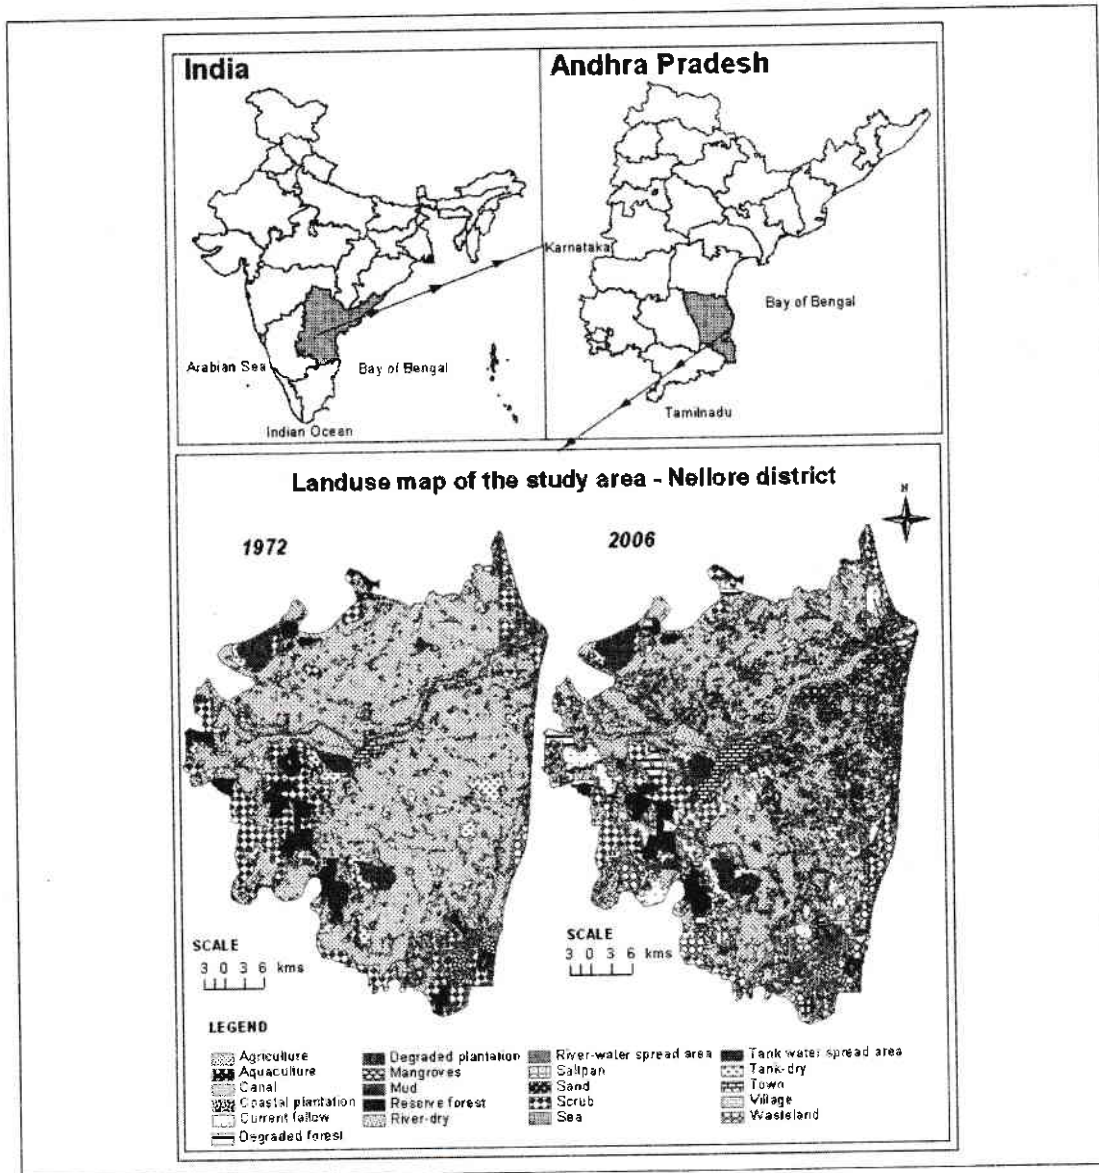 India
Andhra Pradesh
Karnataka
Bay of Bengal
Arabian Sea
Bay of Bengal
Indian Ocean
Tamilnadu
Landuse map of the study area - Nellore district
N
1972
2006
SCALE
3 0 3 6 kms
SCALE
3 0 3 6 kms
LEGEND
Agriculture
Aquaculture
Canal
Coastal plantation
Current fallow
Degraded forest
Degraded plantation
Mangroves
Mud
Reserve forest
River-dry
River-water spread area
Saltpan
Sand
Scrub
Sea
Tank water spread area
Tank-dry
Town
Village
Wasteland